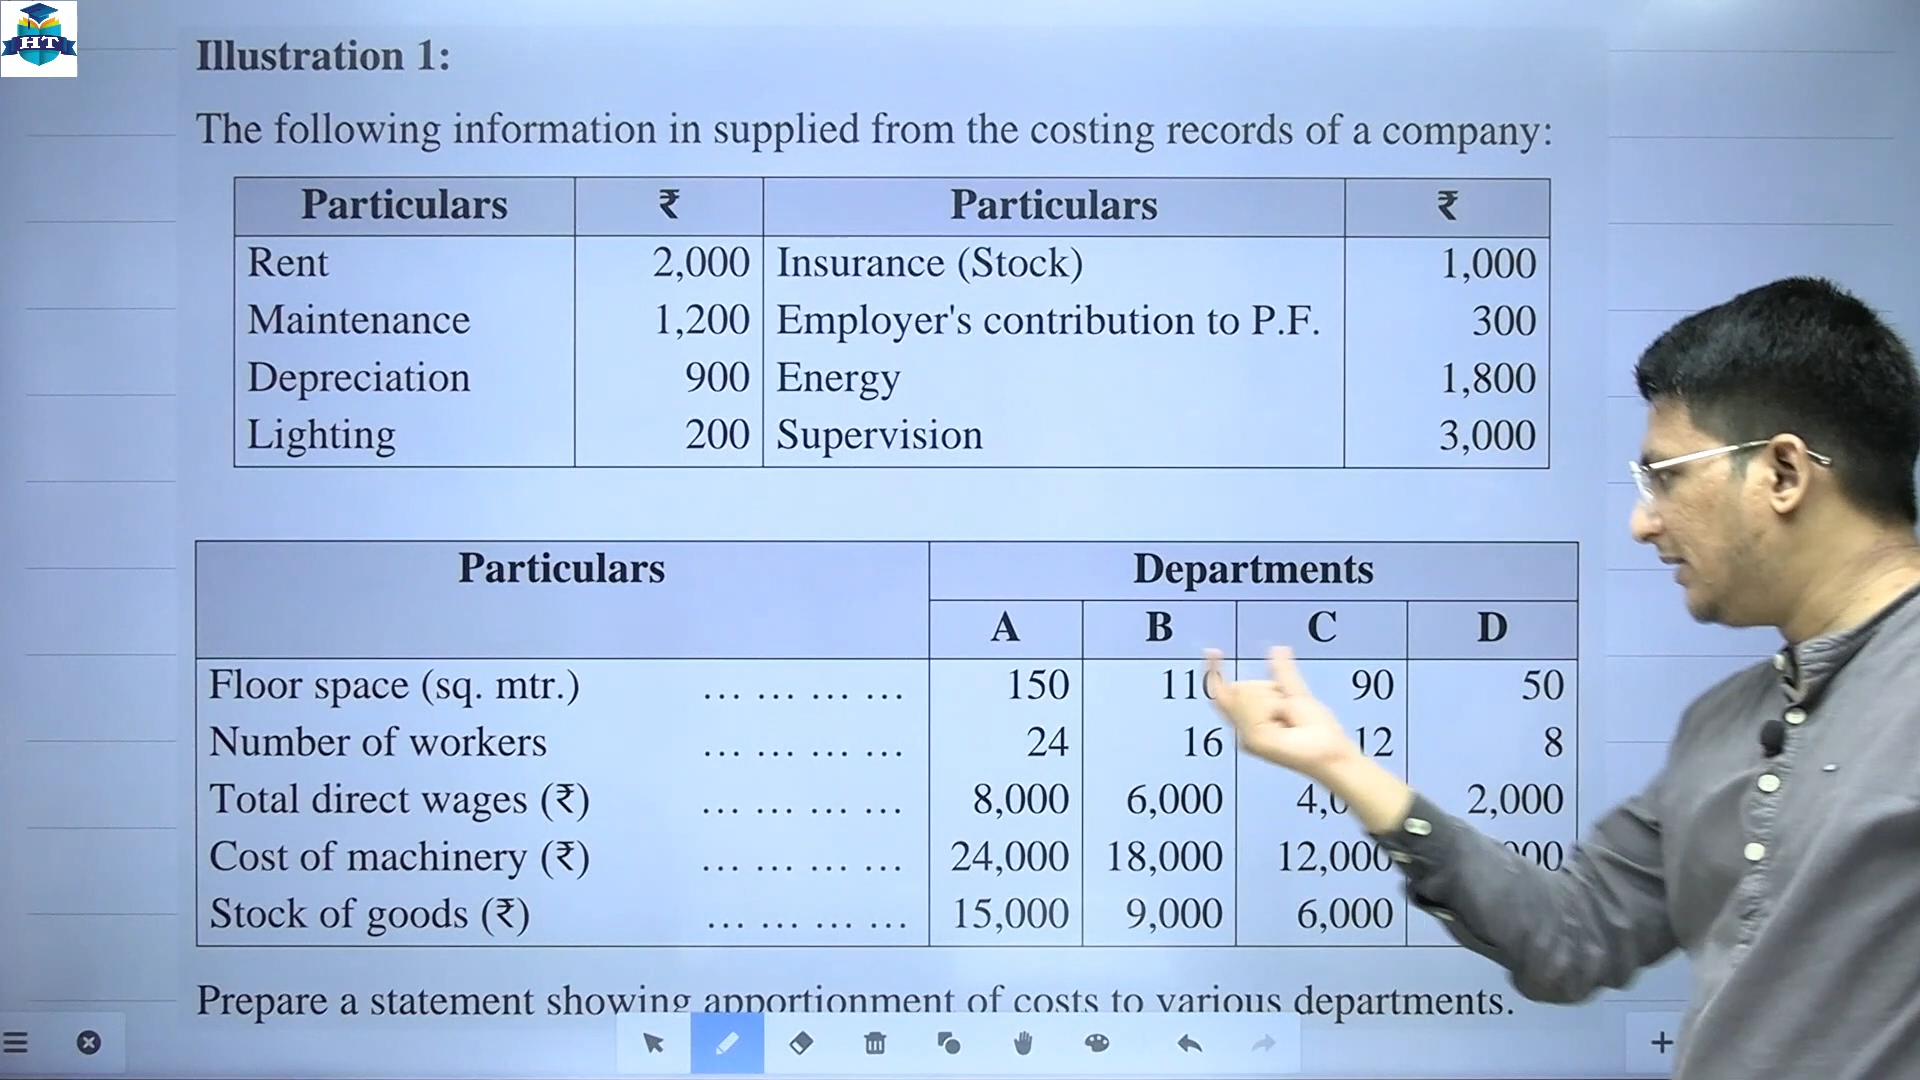 HT
Illustration 1:
The following information in supplied from the costing records of a company:
Particulars ₹ Particulars ₹
Rent 2,000 Insurance (Stock) 1,000
Maintenance 1,200 Employer's contribution to P.F. 300
Depreciation 900 Energy 1,800
Lighting 200 Supervision 3,000
Particulars Departments
A B C D
Floor space (sq. mtr.) ... ... ... ... 150 110 90 50
Number of workers ... ... ... ... 24 16 12 8
Total direct wages (₹) ... ... ... ... 8,000 6,000 2,000
Cost of machinery (₹) ... ... ... ... 24,000 18,000 12,000
Stock of goods (₹) ... ... ... ... 15,000 9,000 6,000
Prepare a statement showing apportionment of costs to various departments.